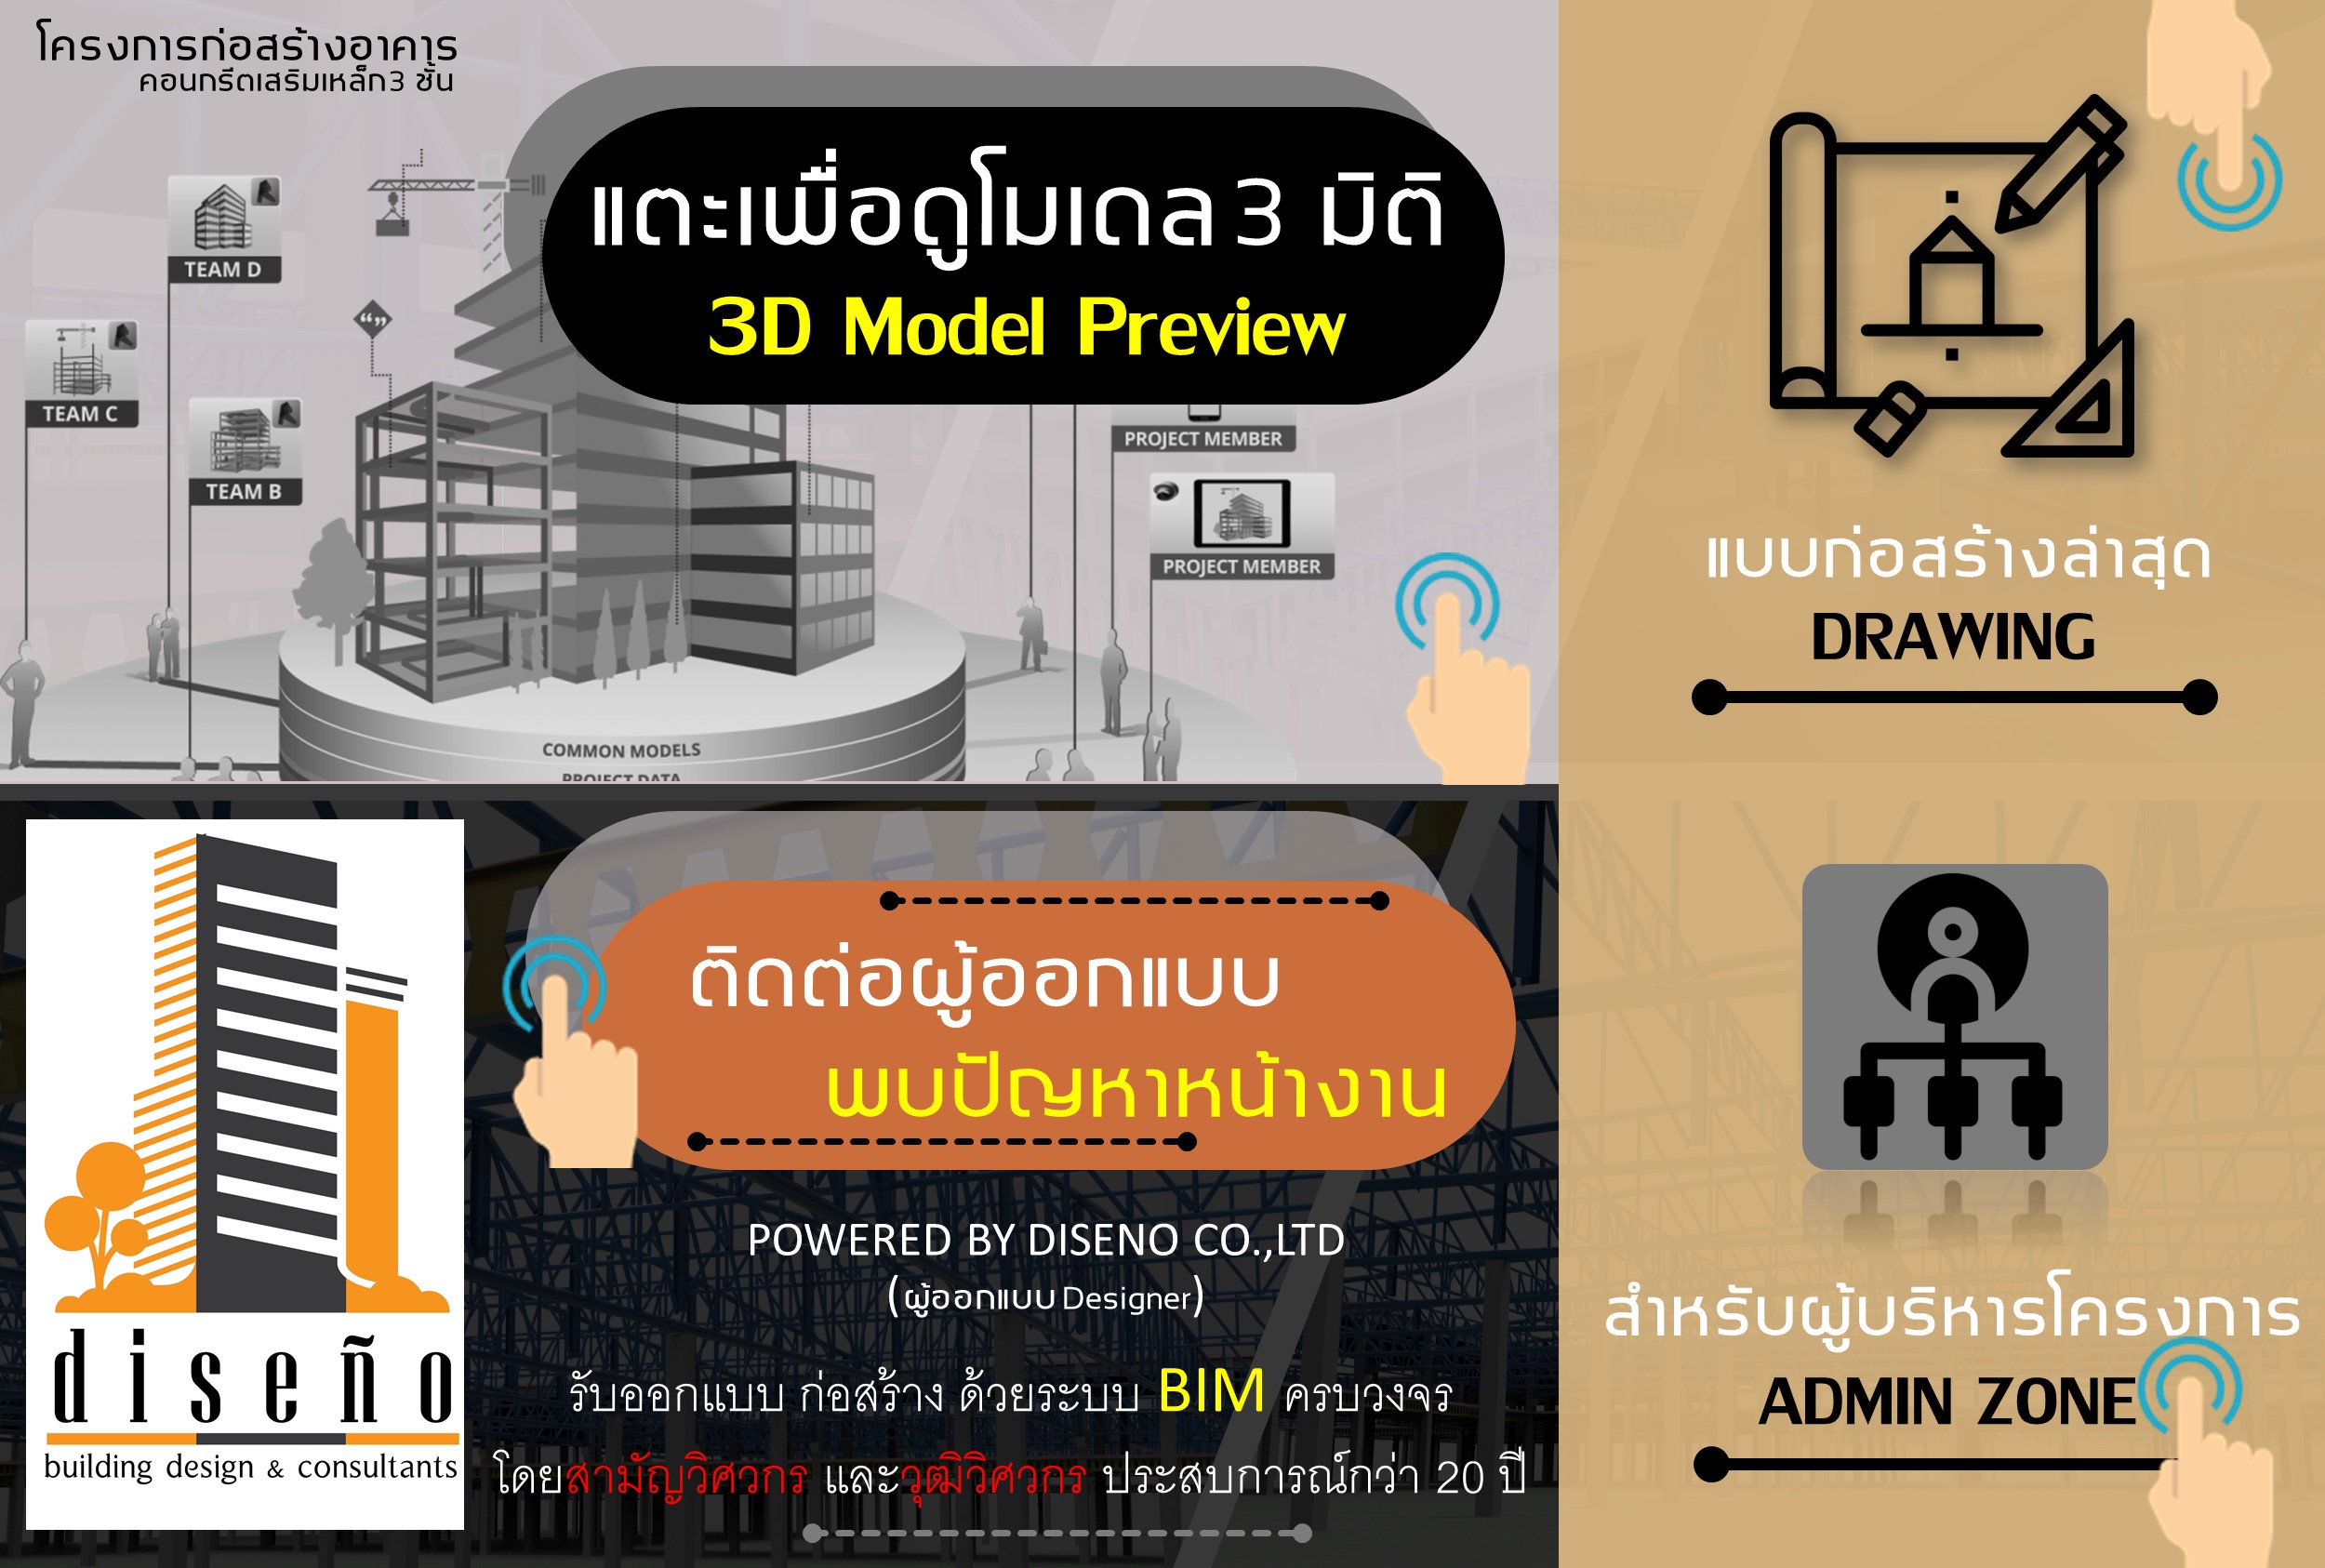 โครงการก่อสร้างอาคาร
คอนกรีตเสริมเหล็ก3 ชั้น
แตะเพื่อดูโมเดล 3 มิติ
3D Model Preview
TEAM D
TEAM C
TEAM B
“”
PROJECT MEMBER
PROJECT MEMBER
COMMON MODELS
PROJECT DATA
แบบก่อสร้างล่าสุด
DRAWING
ติดต่อผู้ออกแบบ
พบปัญหาหน้างาน
POWERED BY DISENO CO.,LTD
(ผู้ออกแบบ Designer)
รับออกแบบ ก่อสร้าง ด้วยระบบ BIM ครบวงจร
โดยสามัญวิศวกร และวุฒิวิศวกร ประสบการณ์กว่า 20 ปี
diseño
building design & consultants
สำหรับผู้บริหารโครงการ
ADMIN ZONE